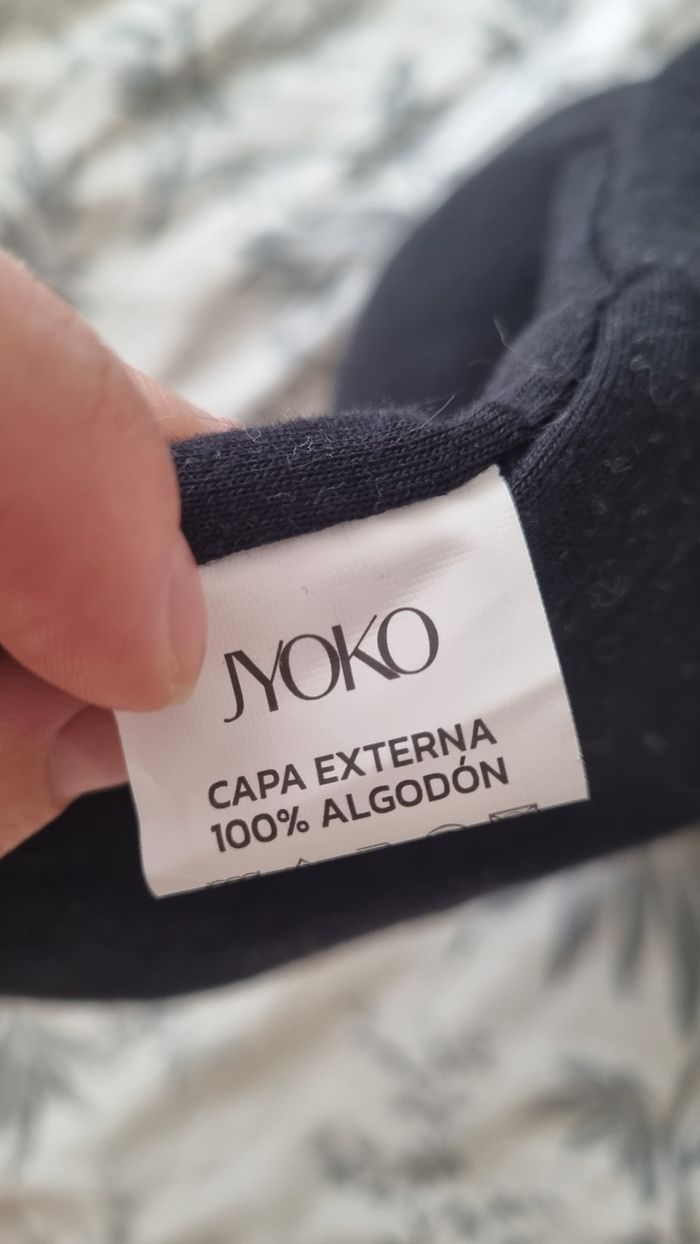 JYOKO
CAPA EXTERNA
100% ALGODÓN